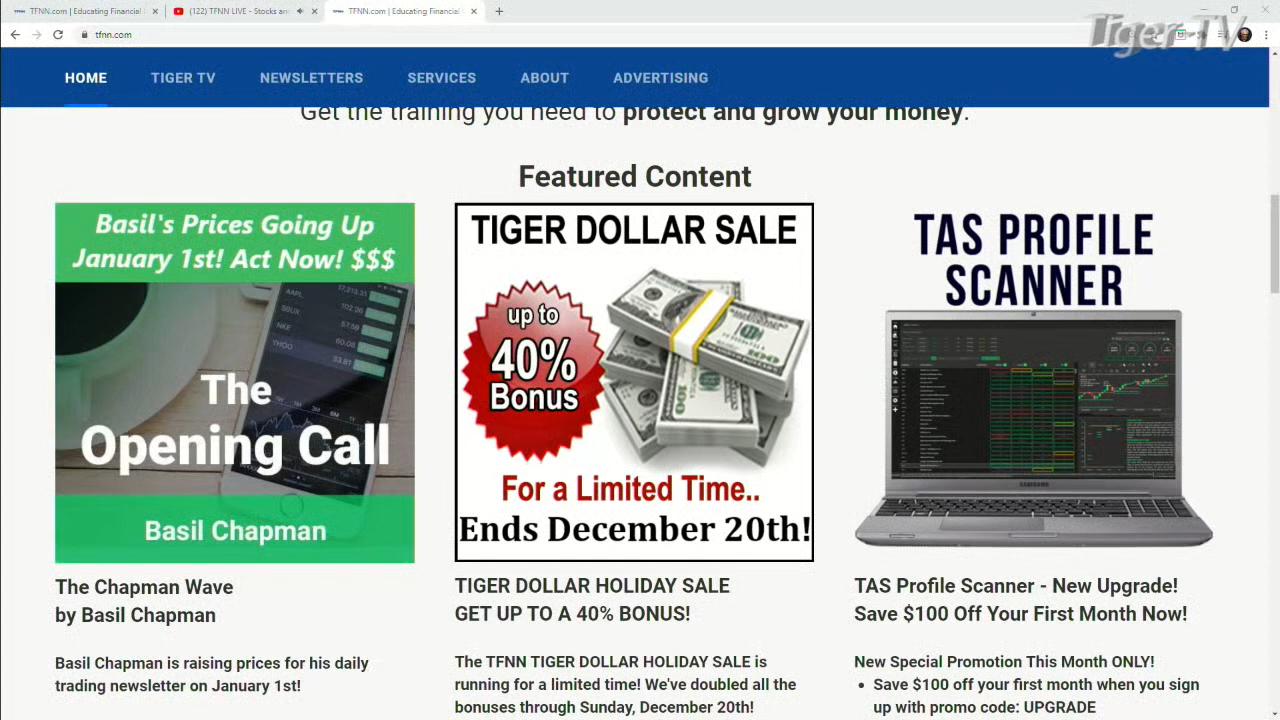 TFNN.com | Educating Financial
(122) TFNN LIVE - Stocks an
TFNN.com | Educating Financial
Tiger TV
tfnn.com
HOME
TIGER TV
NEWSLETTERS
SERVICES
ABOUT
ADVERTISING
Get the training you need to protect and grow your money.
Featured Content
Basil's Prices Going Up
January 1st! Act Now! $$$
AAPL
SBUX
NKE
YHOO
The
Opening Call
Basil Chapman
The Chapman Wave
by Basil Chapman
Basil Chapman is raising prices for his daily
trading newsletter on January 1st!
TIGER DOLLAR SALE
up to
40%
Bonus
For a Limited Time..
Ends December 20th!
TIGER DOLLAR HOLIDAY SALE
GET UP TO A 40% BONUS!
The TFNN TIGER DOLLAR HOLIDAY SALE is
running for a limited time! We've doubled all the
bonuses through Sunday, December 20th!
TAS PROFILE
SCANNER
SAMSUNG
TAS Profile Scanner - New Upgrade!
Save $100 Off Your First Month Now!
New Special Promotion This Month ONLY!
• Save $100 off your first month when you sign
up with promo code: UPGRADE